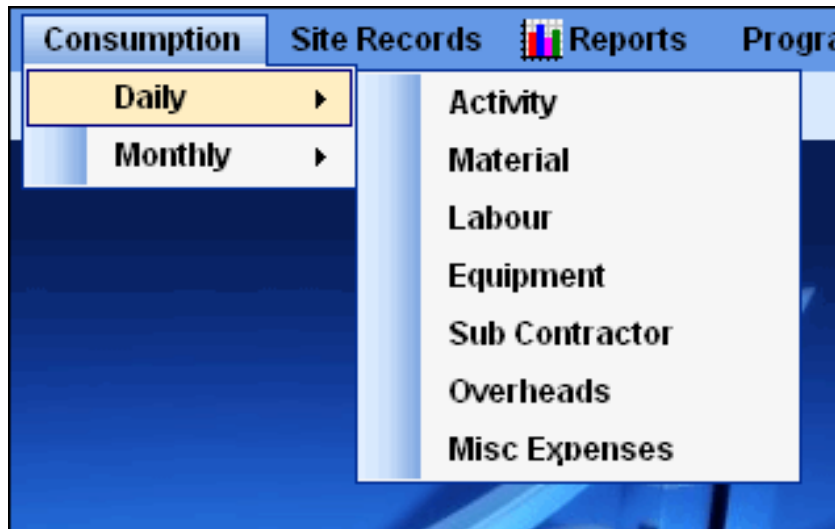 Consumption Site Records Reports
Daily Activity
Monthly Material
Labour
Equipment
Sub Contractor
Overheads
Misc Expenses